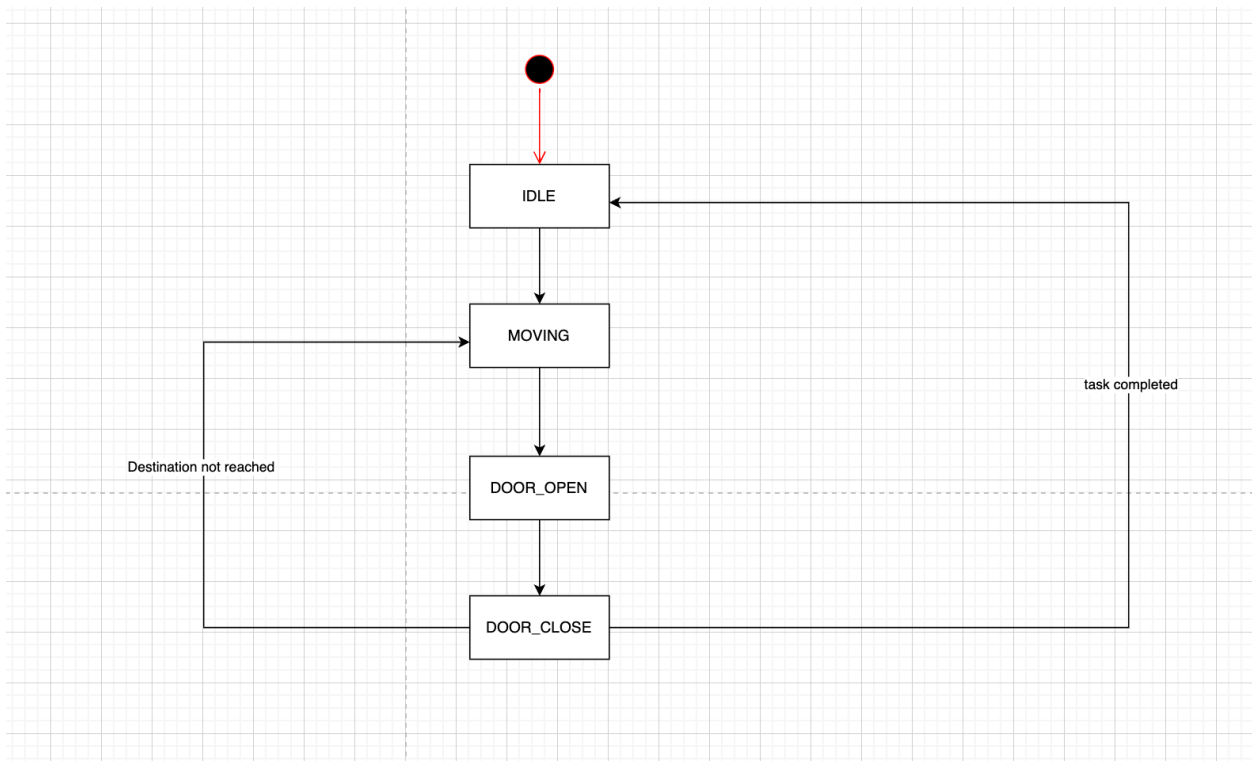 IDLE
MOVING
task completed
Destination not reached
DOOR_OPEN
DOOR_CLOSE